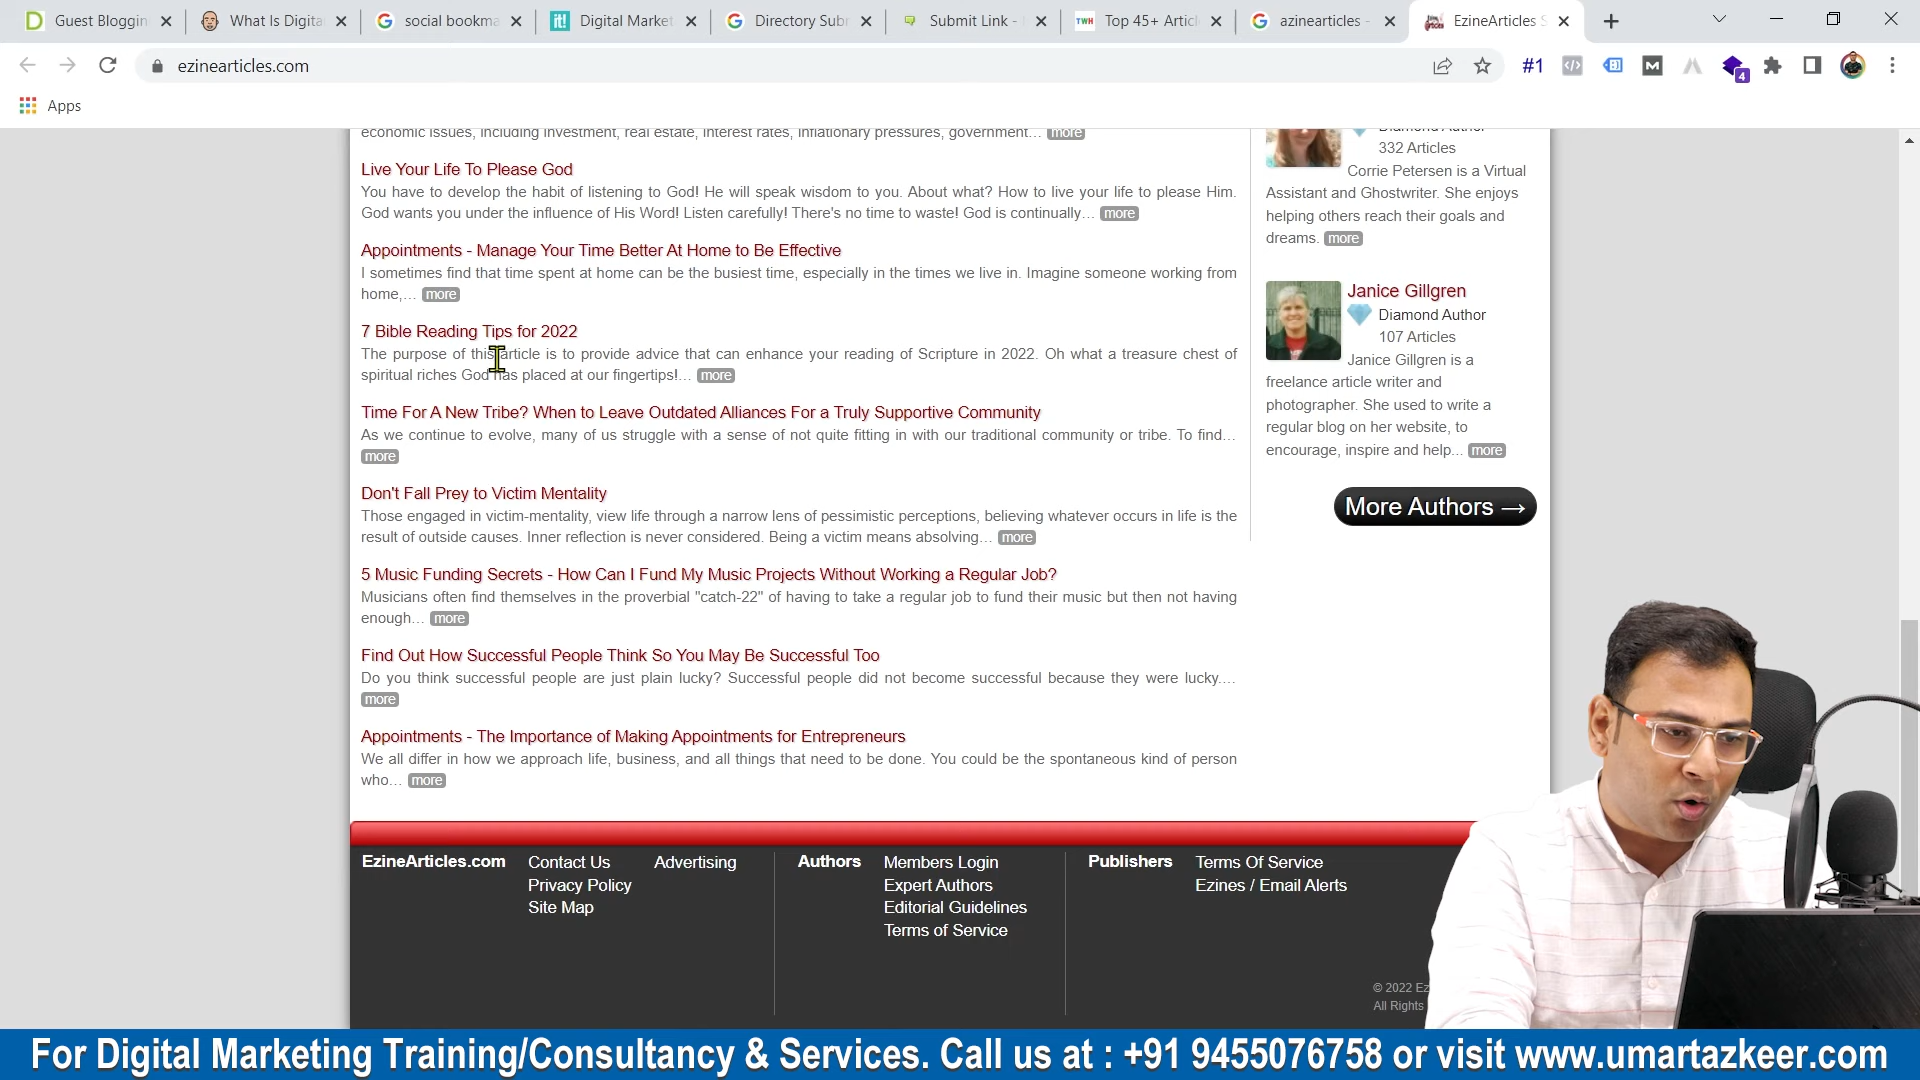 Guest Bloggin
What Is Digita
social bookma
Digital Market
Directory Sub
Submit Link -
TWH
Top 45+ Articl
azinearticles -
EzineArticles S
ezinearticles.com
#1
4
Apps
economic issues, including investment, real estate, interest rates, inflationary pressures, government... more
Live Your Life To Please God
You have to develop the habit of listening to God! He will speak wisdom to you. About what? How to live your life to please Him.
God wants you under the influence of His Word! Listen carefully! There's no time to waste! God is continually... more
Appointments - Manage Your Time Better At Home to Be Effective
I sometimes find that time spent at home can be the busiest time, especially in the times we live in. Imagine someone working from
home,... more
7 Bible Reading Tips for 2022
The purpose of this article is to provide advice that can enhance your reading of Scripture in 2022. Oh what a treasure chest of
spiritual riches God has placed at our fingertips!... more
Time For A New Tribe? When to Leave Outdated Alliances For a Truly Supportive Community
As we continue to evolve, many of us struggle with a sense of not quite fitting in with our traditional community or tribe. To find...
more
Don't Fall Prey to Victim Mentality
Those engaged in victim-mentality, view life through a narrow lens of pessimistic perceptions, believing whatever occurs in life is the
result of outside causes. Inner reflection is never considered. Being a victim means absolving... more
5 Music Funding Secrets - How Can I Fund My Music Projects Without Working a Regular Job?
Musicians often find themselves in the proverbial "catch-22" of having to take a regular job to fund their music but then not having
enough... more
Find Out How Successful People Think So You May Be Successful Too
Do you think successful people are just plain lucky? Successful people did not become successful because they were lucky....
more
Appointments - The Importance of Making Appointments for Entrepreneurs
We all differ in how we approach life, business, and all things that need to be done. You could be the spontaneous kind of person
who... more
Diamond Author
332 Articles
Corrie Petersen is a Virtual
Assistant and Ghostwriter. She enjoys
helping others reach their goals and
dreams. more
Janice Gillgren
Diamond Author
107 Articles
Janice Gillgren is a
freelance article writer and
photographer. She used to write a
regular blog on her website, to
encourage, inspire and help... more
More Authors →
EzineArticles.com
Contact Us
Privacy Policy
Site Map
Advertising
Authors
Members Login
Expert Authors
Editorial Guidelines
Terms of Service
Publishers
Terms Of Service
Ezines / Email Alerts
© 2022 Ez
All Rights
For Digital Marketing Training/Consultancy & Services. Call us at : +91 9455076758 or visit www.umartazkeer.com